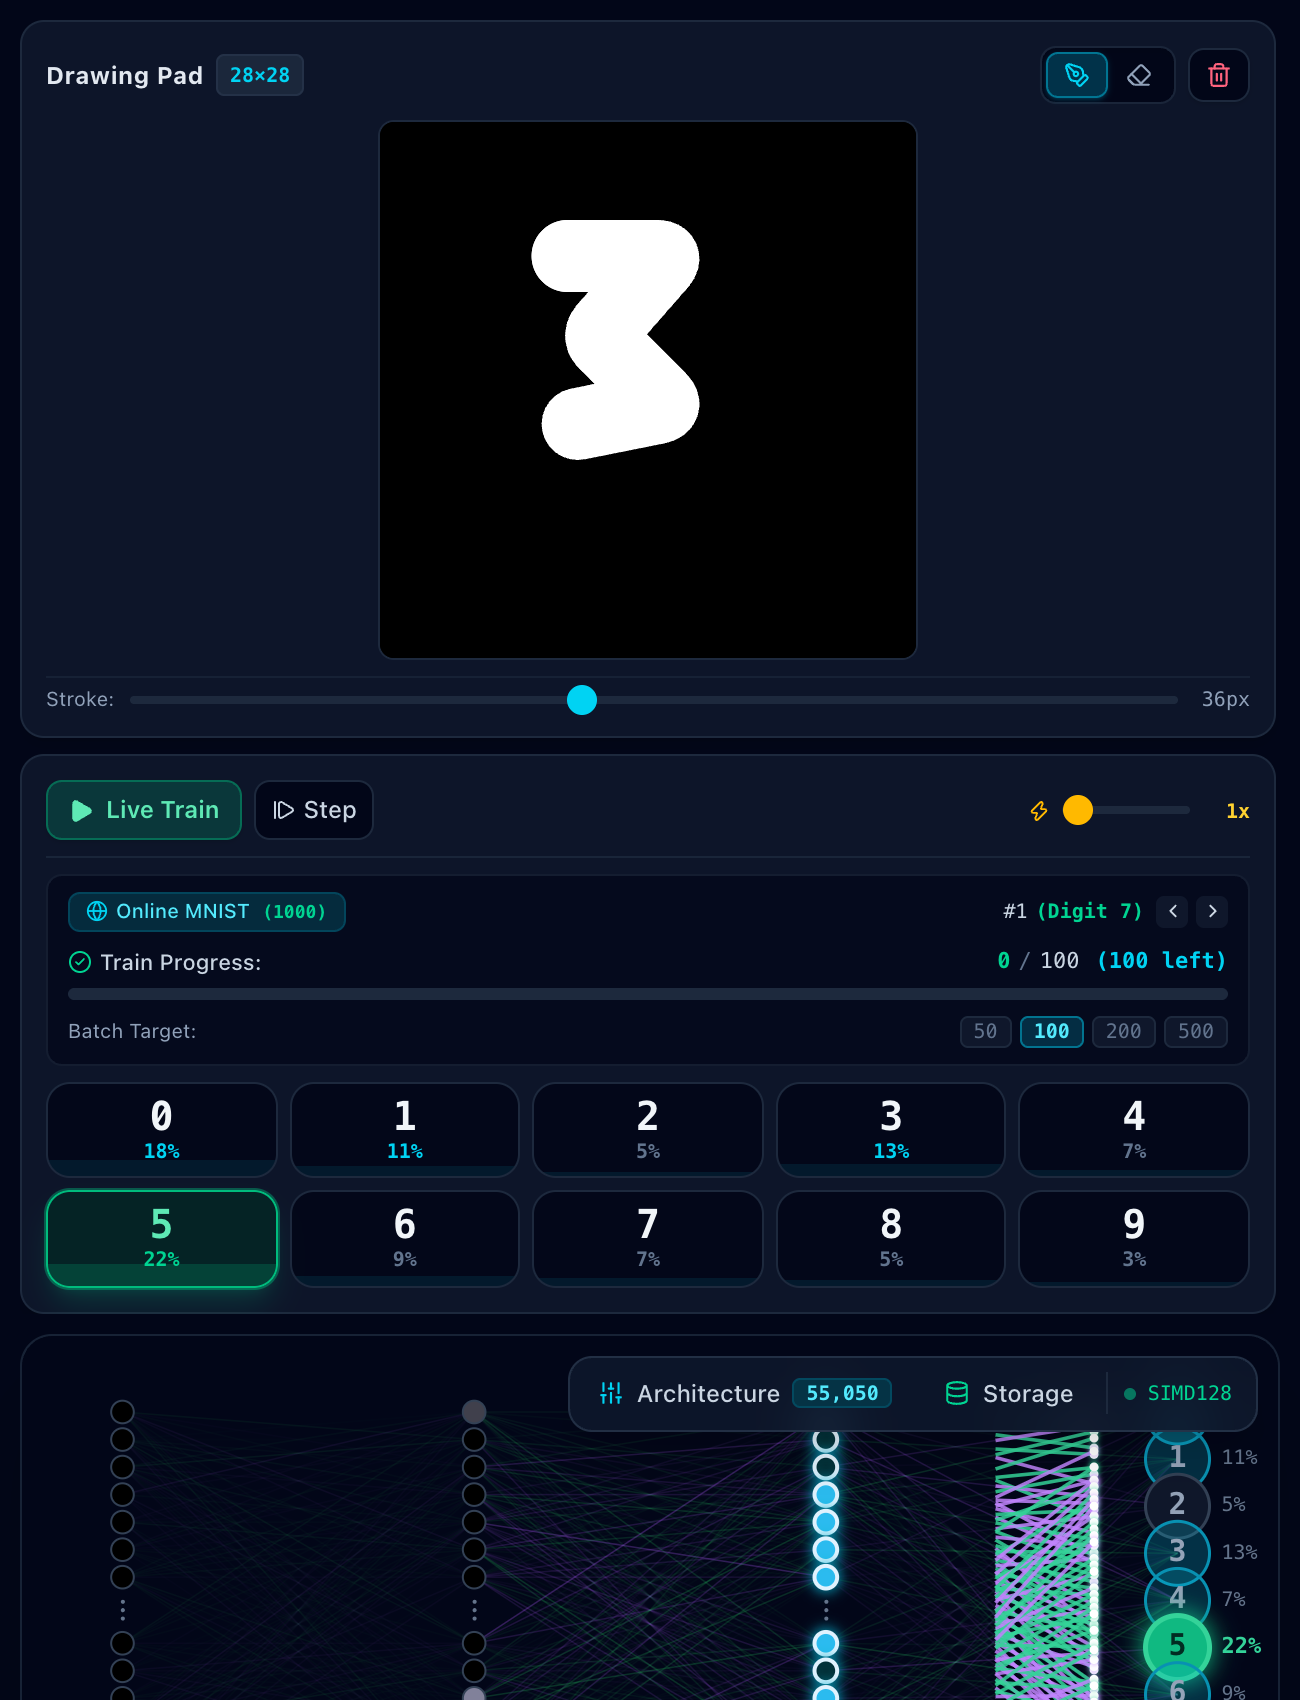 Drawing Pad 28×28
3
Stroke: 36px
Live Train Step 1x
Online MNIST (1000) #1 (Digit 7)
Train Progress: 0 / 100 (100 left)
Batch Target: 50 100 200 500
0 1 2 3 4
18% 11% 5% 13% 7%
5 6 7 8 9
22% 9% 7% 5% 3%
Architecture 55,050 Storage SIMD128
1 11%
2 5%
3 13%
4 7%
5 22%
6 9%